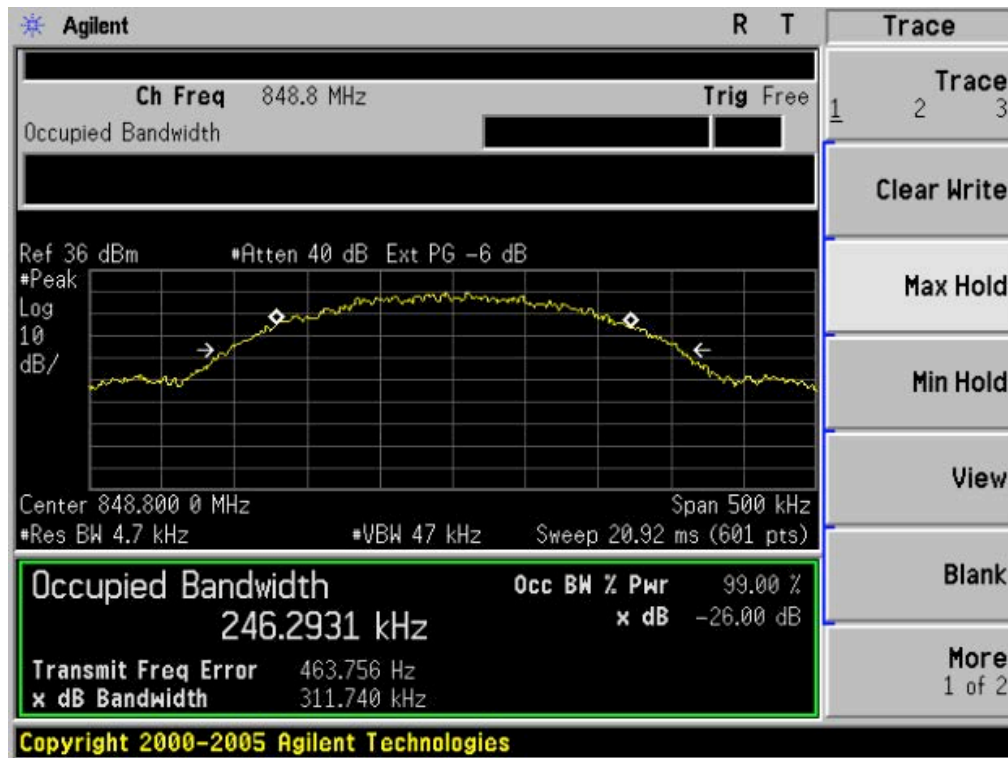 Agilent R T Trace
Ch Freq 848.8 MHz Trig Free
Occupied Bandwidth
Trace
1 2 3
Clear Write
Max Hold
Min Hold
View
Blank
More
1 of 2
Ref 36 dBm #Atten 40 dB Ext PG -6 dB
#Peak
Log
10
dB/
Center 848.800 0 MHz Span 500 kHz
#Res BW 4.7 kHz #VBW 47 kHz Sweep 20.92 ms (601 pts)
Occupied Bandwidth Occ BW % Pwr 99.00 %
246.2931 kHz x dB -26.00 dB
Transmit Freq Error 463.756 Hz
x dB Bandwidth 311.740 kHz
Copyright 2000-2005 Agilent Technologies